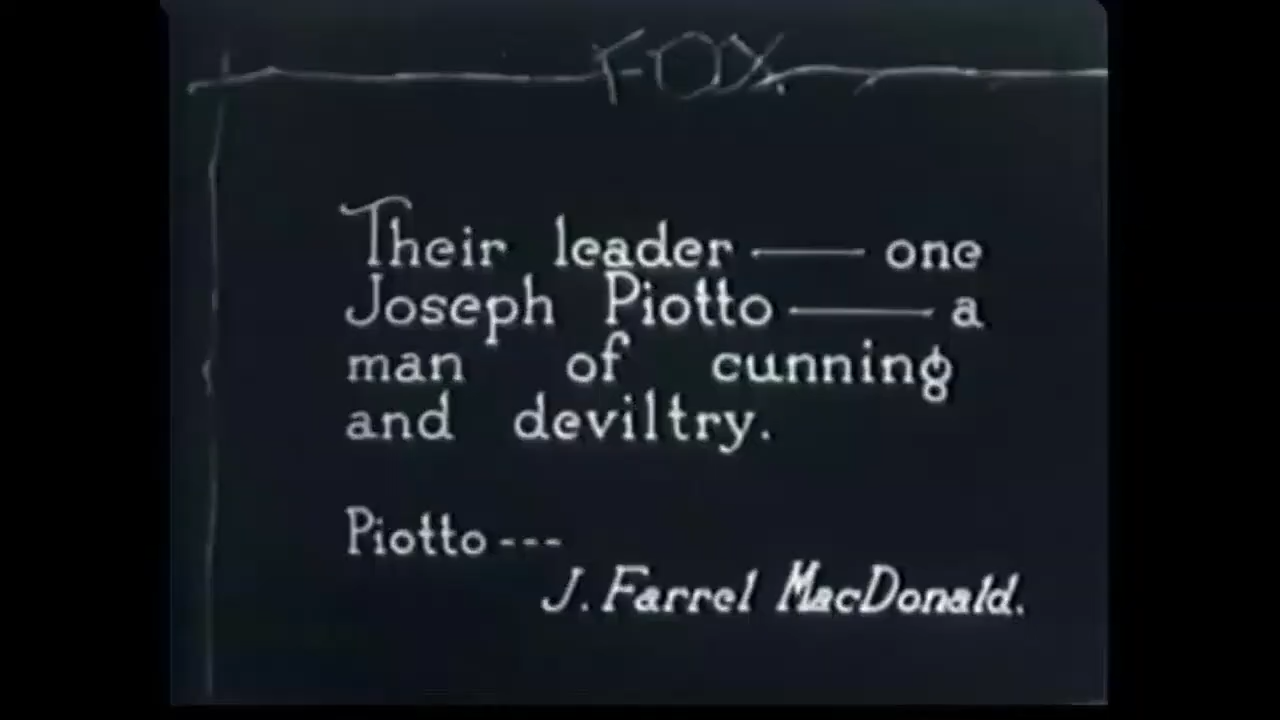 FOX
Their leader —— one
Joseph Piotto —— a
man of cunning
and deviltry.
Piotto ---
J. Farrel MacDonald.